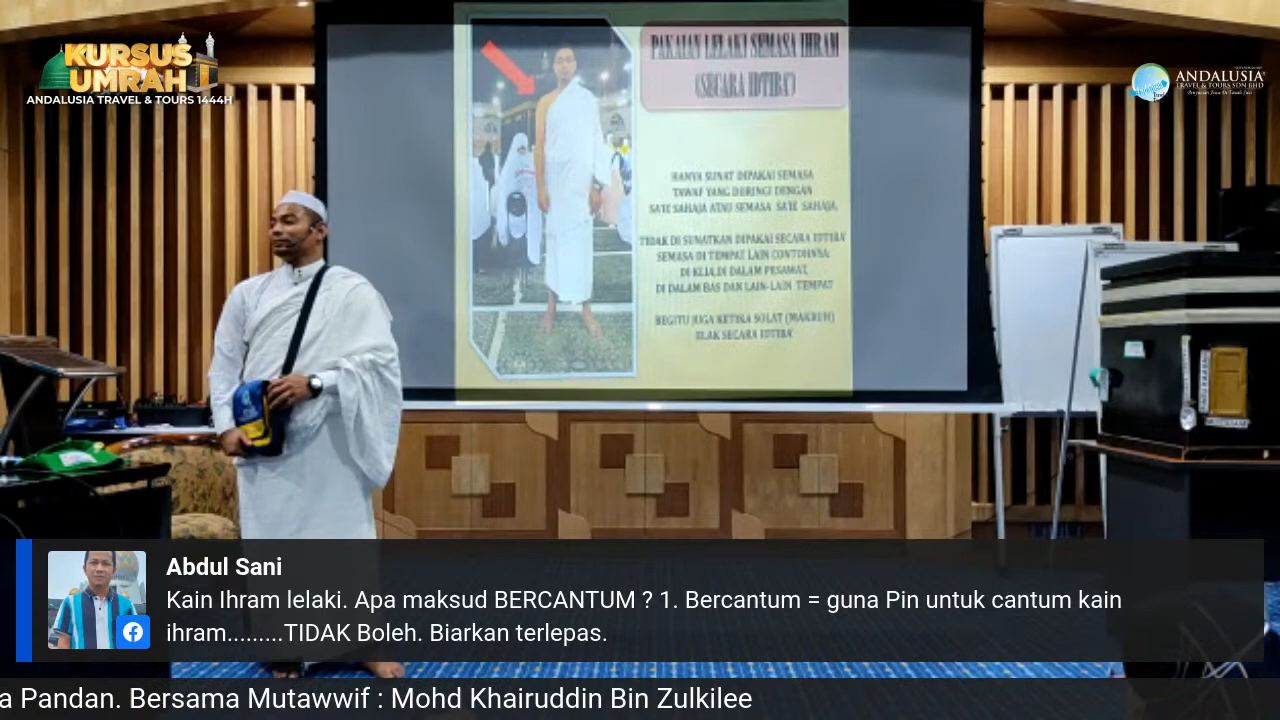 KURSUS
UMRAH
ANDALUSIA TRAVEL & TOURS 1444H
ANDALUSIA
TRAVEL & TOURS SDN BHD
PAKAIAN LELAKI SEMASA IHRAM
(SECARA IDTIBA')
HANYA SUNAT DIPAKAI SEMASA
TAWAF YANG DIRINGI DENGAN
SA'IE SAHAJA ATAU SEMASA SA'IE SAHAJA.
TIDAK DI SUNATKAN DIPAKAI SECARA IDTIBA'
SEMASA DI TEMPAT LAIN CONTOHNYA:
DI KLIA, DI DALAM PESAWAT,
DI DALAM BAS DAN LAIN-LAIN TEMPAT
BEGITU JUGA KETIKA SOLAT (MAKRUH)
SECARA IDTIBA'
Abdul Sani
Kain Ihram lelaki. Apa maksud BERCANTUM ? 1. Bercantum = guna Pin untuk cantum kain
ihram.........TIDAK Boleh. Biarkan terlepas.
a Pandan. Bersama Mutawwif : Mohd Khairuddin Bin Zulkilee